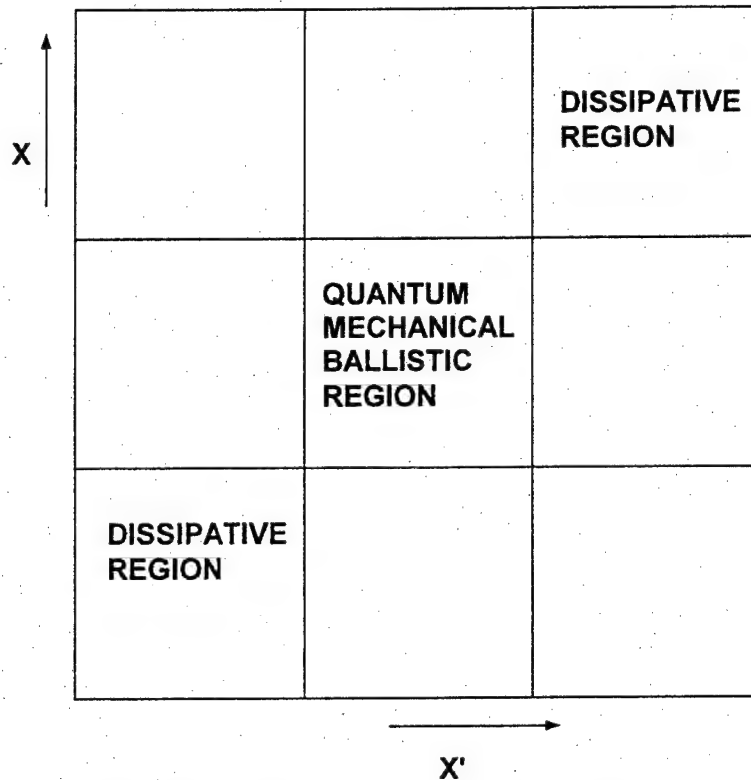 DISSIPATIVE
REGION
X
QUANTUM
MECHANICAL
BALLISTIC
REGION
DISSIPATIVE
REGION
X'